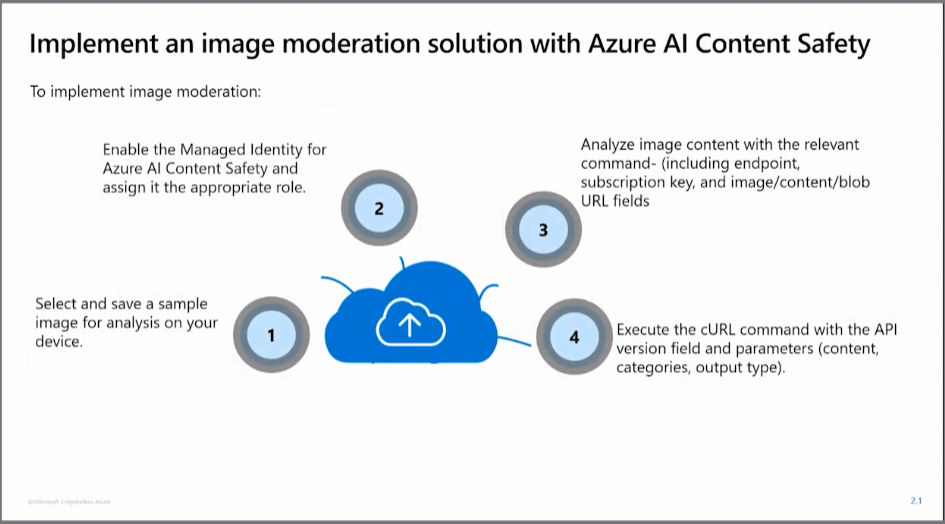 Implement an image moderation solution with Azure AI Content Safety
To implement image moderation:
1
Select and save a sample
image for analysis on your
device.
2
Enable the Managed Identity for
Azure AI Content Safety and
assign it the appropriate role.
3
Analyze image content with the relevant
command- (including endpoint,
subscription key, and image/content/blob
URL fields
4
Execute the cURL command with the API
version field and parameters (content,
categories, output type).
©Microsoft Corporation Azure
2.1